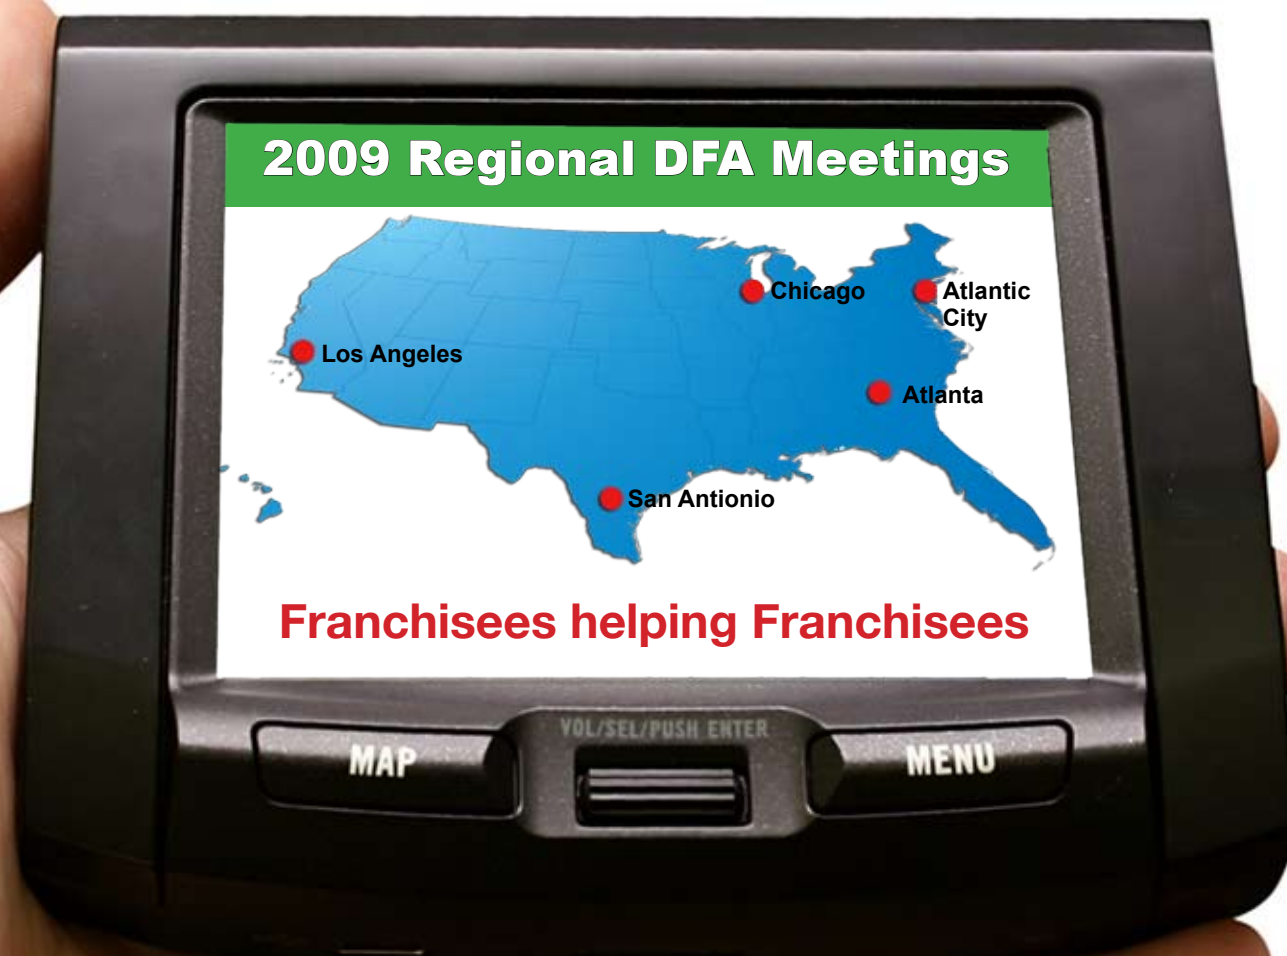 2009 Regional DFA Meetings
Chicago
Atlantic
City
Los Angeles
Atlanta
San Antionio
Franchisees helping Franchisees
VOL/SEL/PUSH ENTER
MAP
MENU